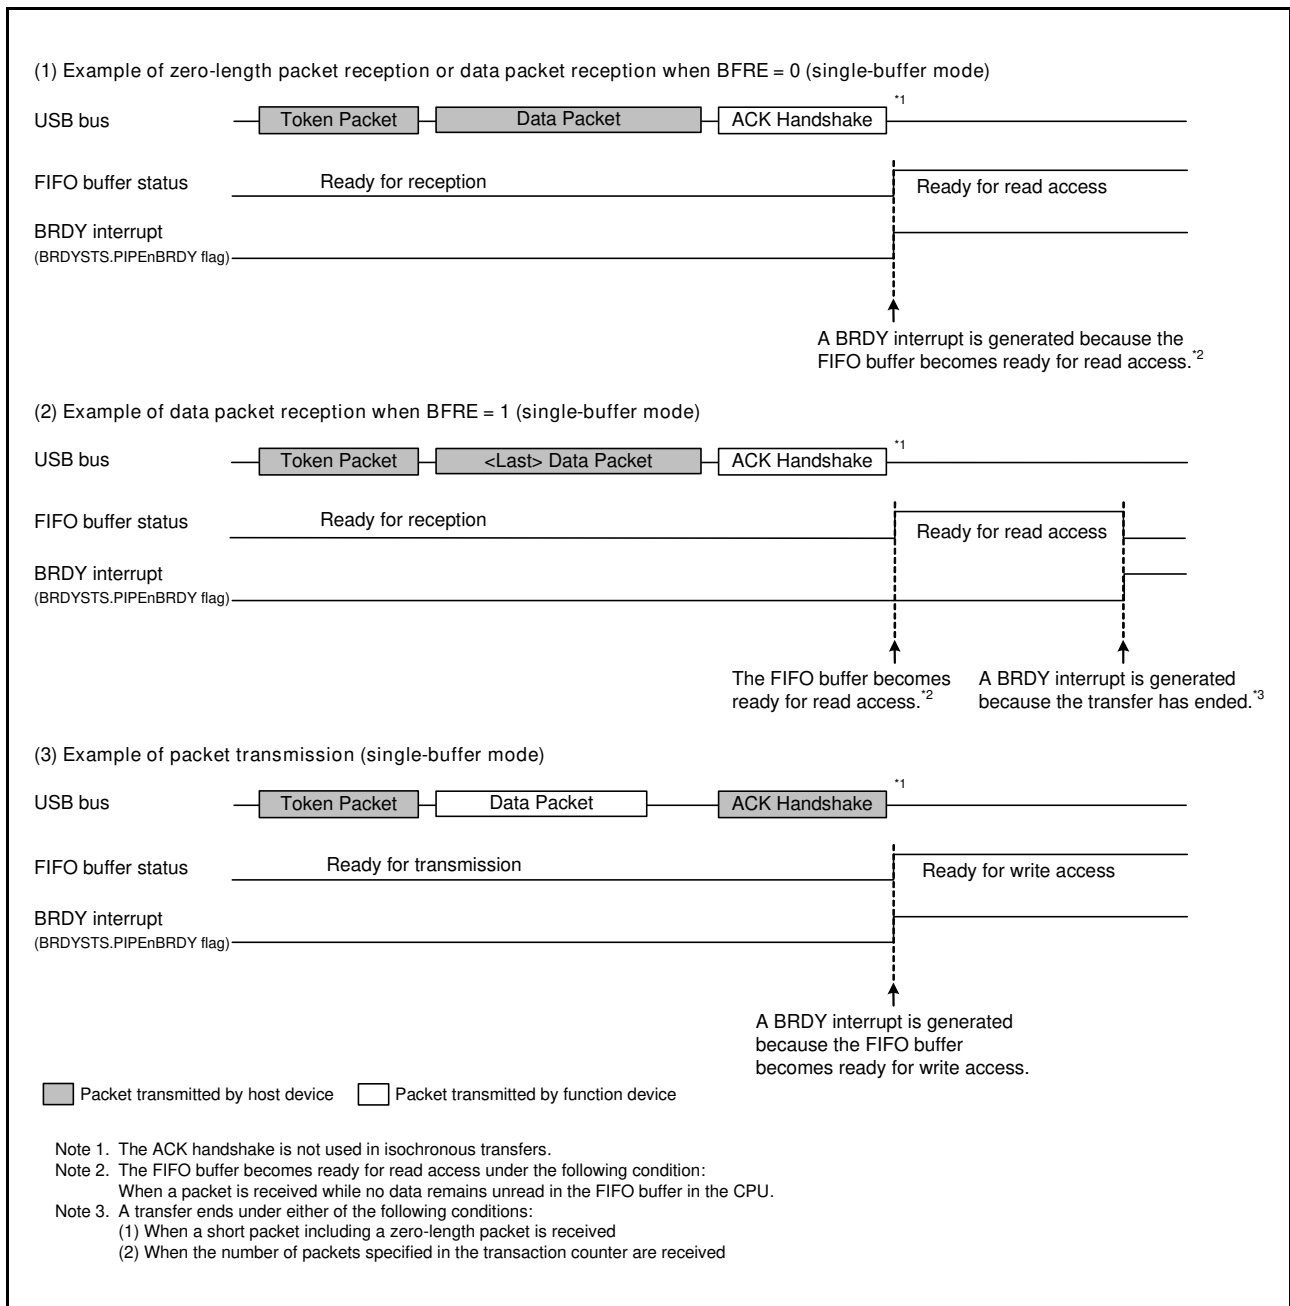 (1) Example of zero-length packet reception or data packet reception when BFRE = 0 (single-buffer mode)
USB bus
Token Packet
Data Packet
ACK Handshake
*1
FIFO buffer status
Ready for reception
Ready for read access
BRDY interrupt
(BRDYSTS.PIPEnBRDY flag)
A BRDY interrupt is generated because the
FIFO buffer becomes ready for read access.*2
(2) Example of data packet reception when BFRE = 1 (single-buffer mode)
USB bus
Token Packet
<Last> Data Packet
ACK Handshake
*1
FIFO buffer status
Ready for reception
Ready for read access
BRDY interrupt
(BRDYSTS.PIPEnBRDY flag)
The FIFO buffer becomes
ready for read access.*2
A BRDY interrupt is generated
because the transfer has ended.*3
(3) Example of packet transmission (single-buffer mode)
USB bus
Token Packet
Data Packet
ACK Handshake
*1
FIFO buffer status
Ready for transmission
Ready for write access
BRDY interrupt
(BRDYSTS.PIPEnBRDY flag)
A BRDY interrupt is generated
because the FIFO buffer
becomes ready for write access.
Packet transmitted by host device
Packet transmitted by function device
Note 1. The ACK handshake is not used in isochronous transfers.
Note 2. The FIFO buffer becomes ready for read access under the following condition:
When a packet is received while no data remains unread in the FIFO buffer in the CPU.
Note 3. A transfer ends under either of the following conditions:
(1) When a short packet including a zero-length packet is received
(2) When the number of packets specified in the transaction counter are received